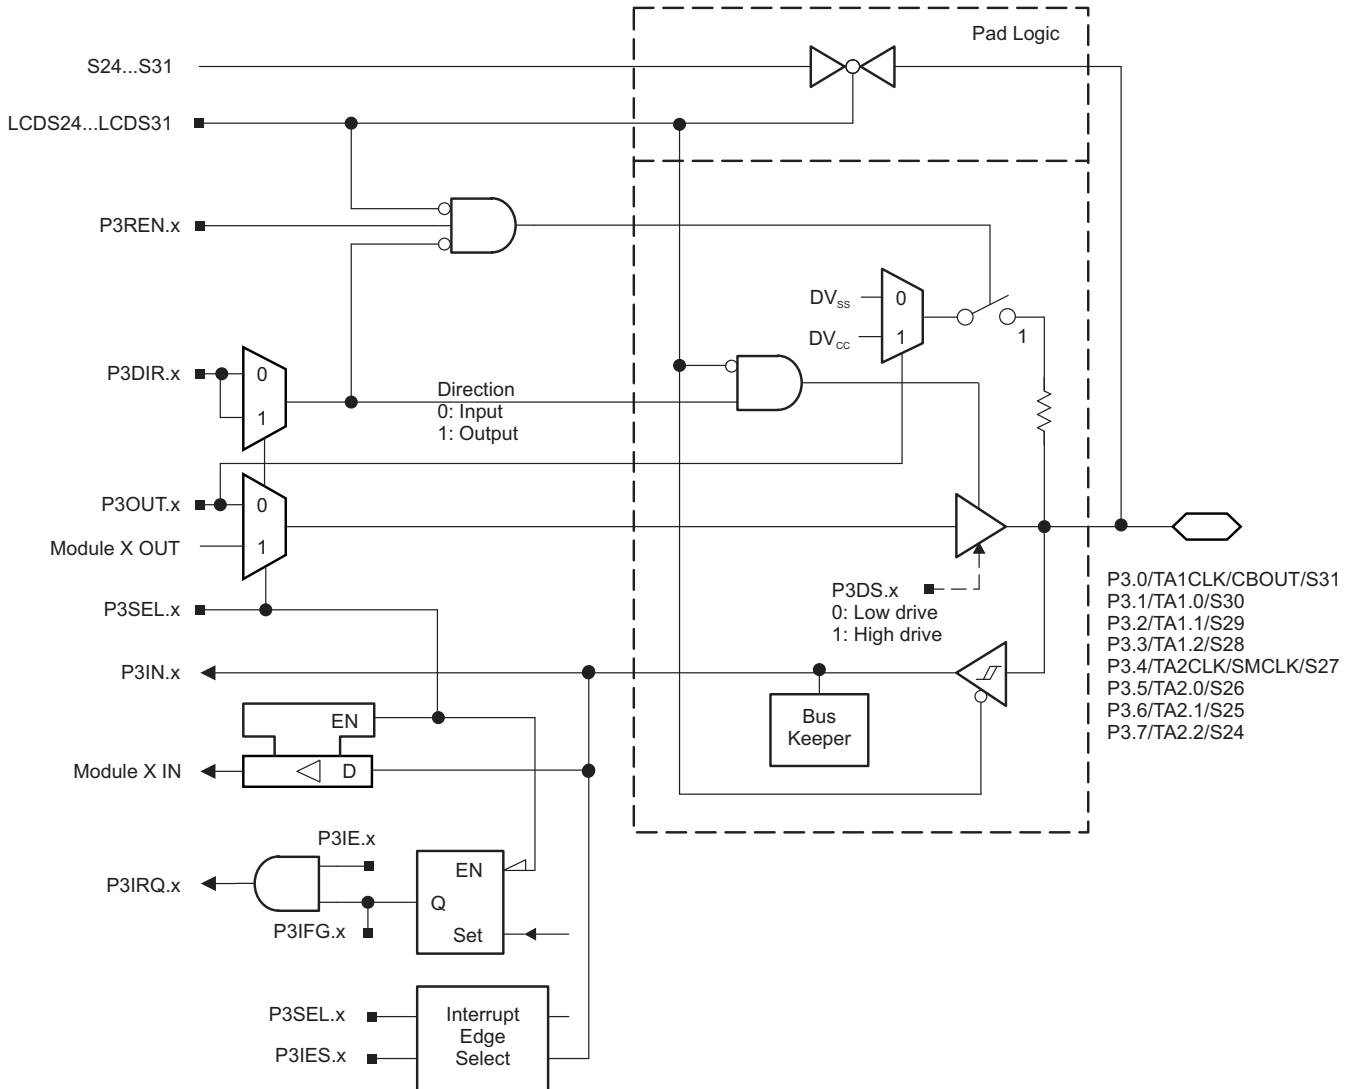 Pad Logic
S24...S31
LCDS24...LCDS31
P3REN.x
DVSS
0
DVCC
1
1
P3DIR.x
0
1
Direction
0: Input
1: Output
P3OUT.x
0
Module X OUT
1
P3SEL.x
P3DS.x
0: Low drive
1: High drive
P3.0/TA1CLK/CBOUT/S31
P3.1/TA1.0/S30
P3.2/TA1.1/S29
P3.3/TA1.2/S28
P3.4/TA2CLK/SMCLK/S27
P3.5/TA2.0/S26
P3.6/TA2.1/S25
P3.7/TA2.2/S24
P3IN.x
Bus
Keeper
EN
Module X IN
D
P3IE.x
EN
P3IRQ.x
Q
P3IFG.x
Set
P3SEL.x
P3IES.x
Interrupt
Edge
Select